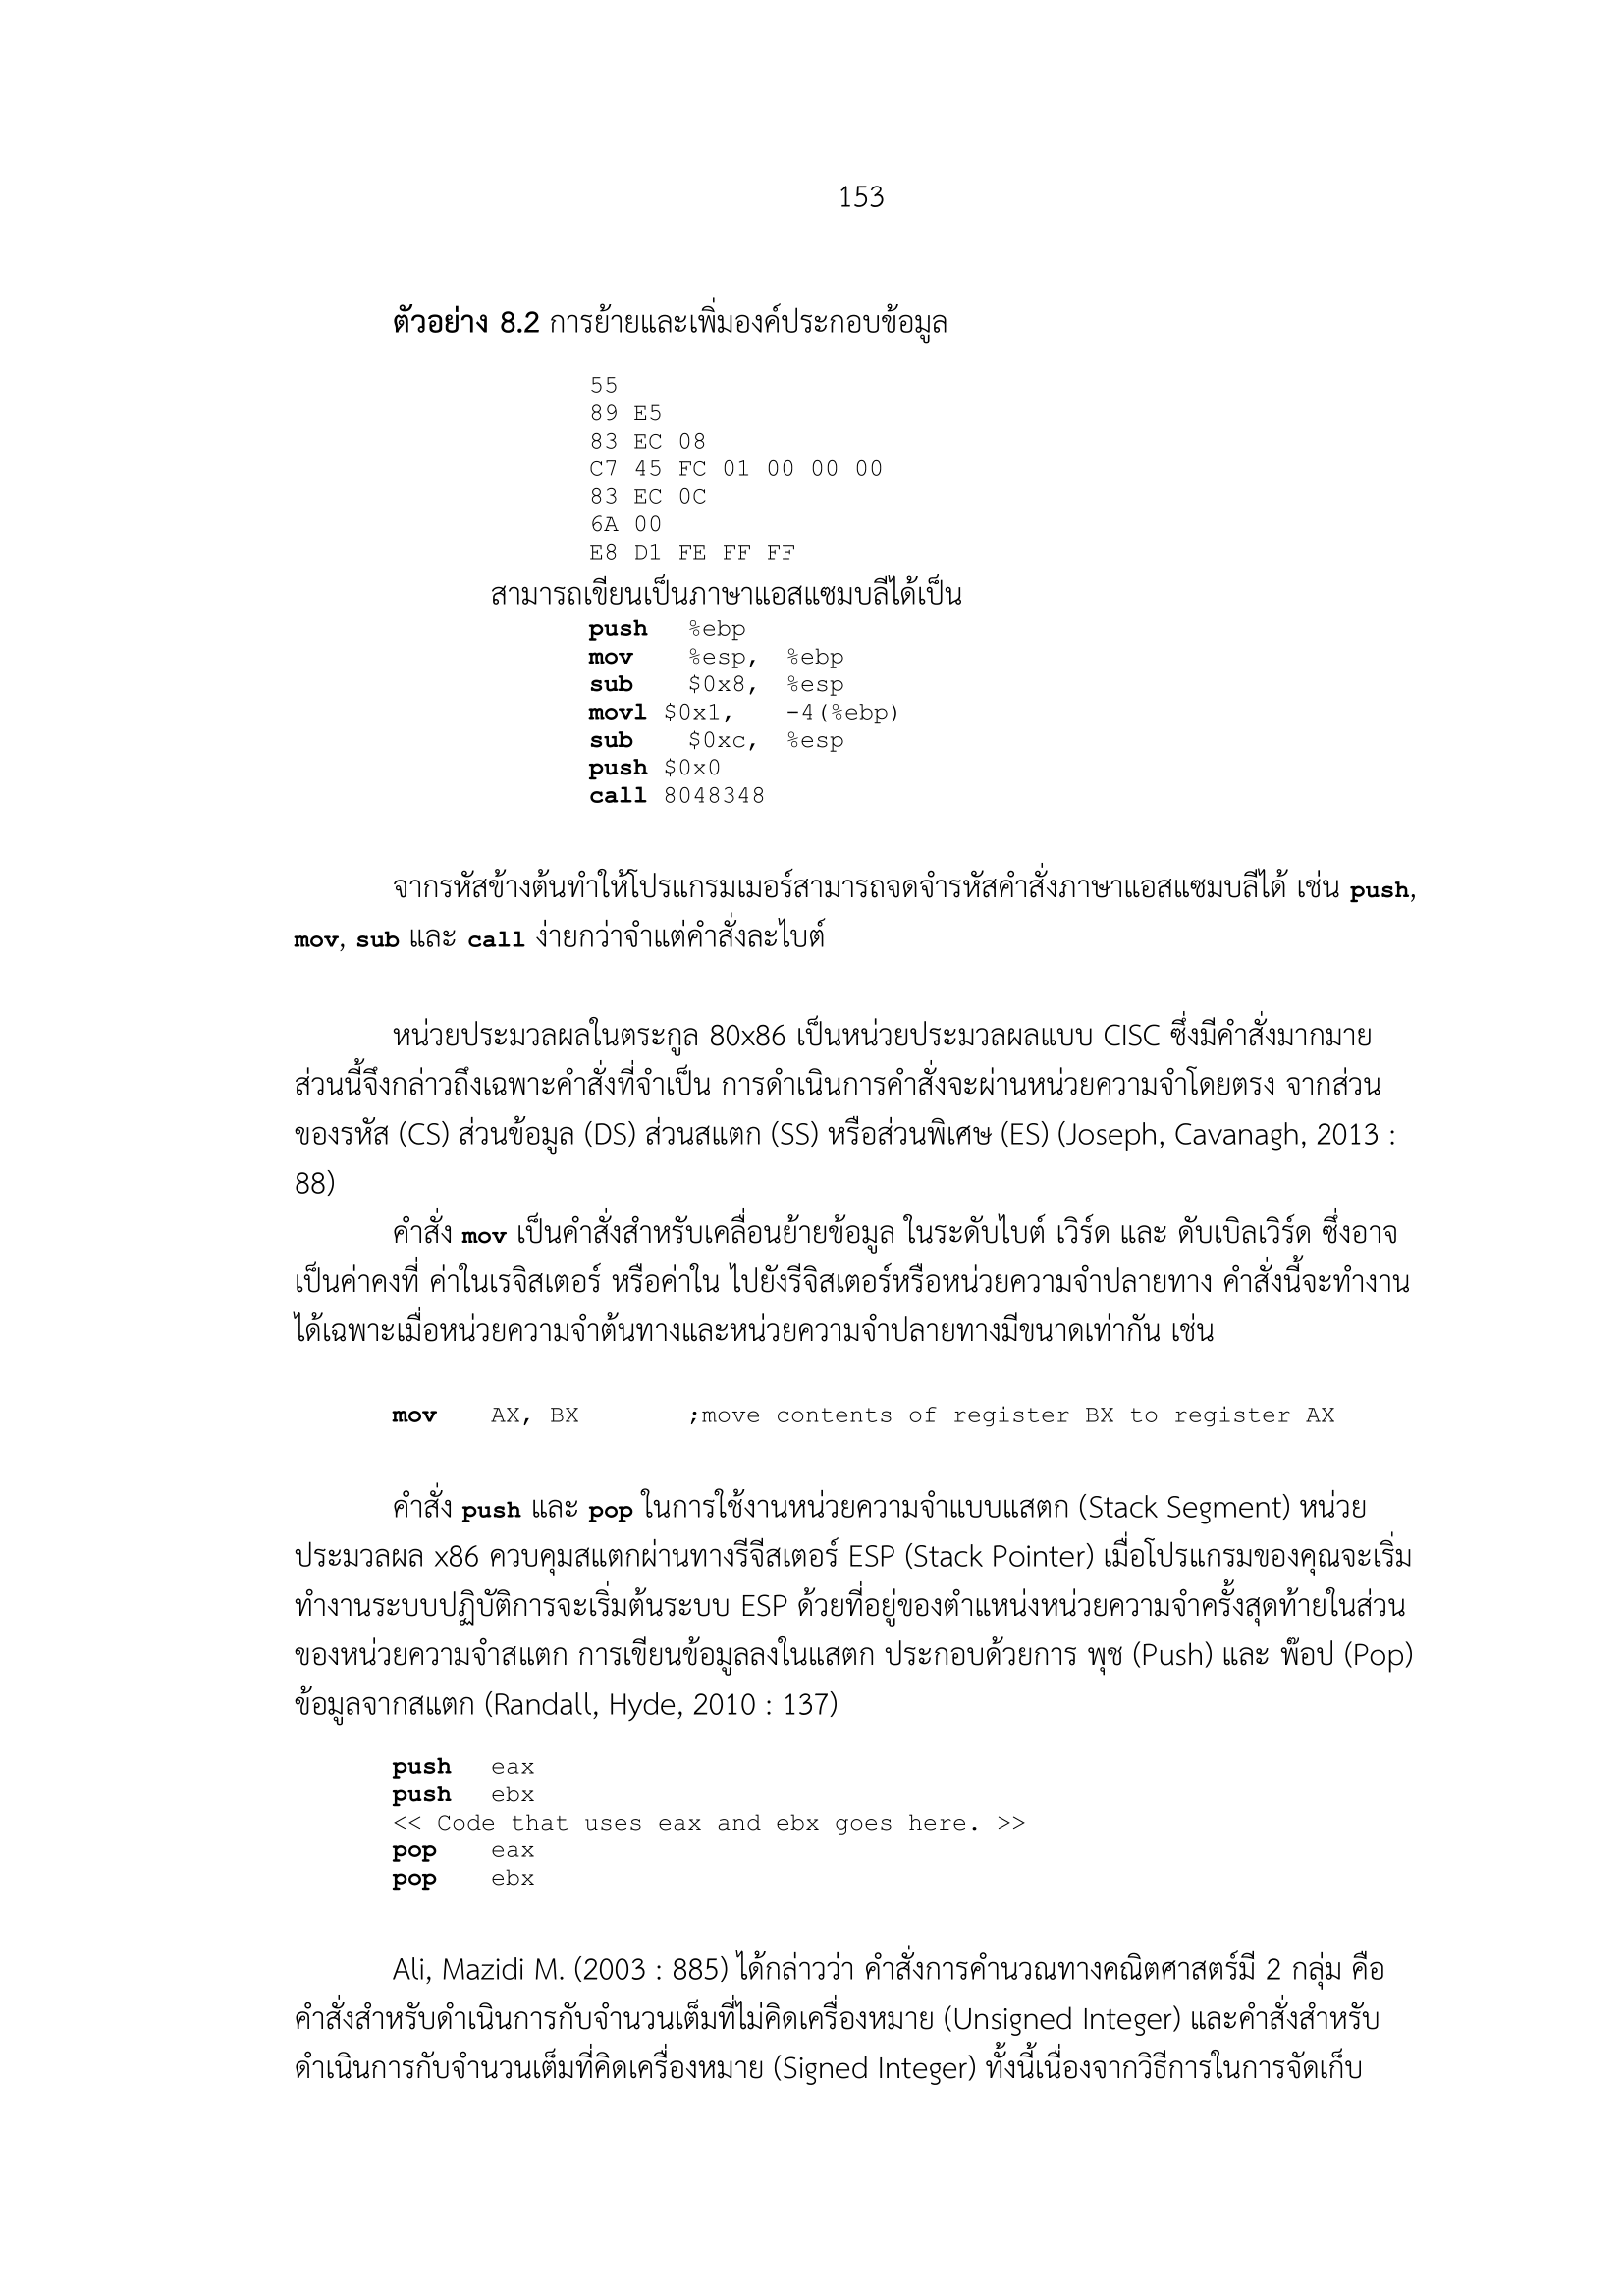 153
ตัวอย่าง 8.2 การย้ายและเพิ่มองค์ประกอบข้อมูล
55
89 E5
83 EC 08
C7 45 FC 01 00 00 00
83 EC 0C
6A 00
E8 D1 FE FF FF
สามารถเขียนเป็นภาษาแอสแซมบลีได้เป็น
push %ebp
mov %esp, %ebp
sub $0x8, %esp
movl $0x1, -4(%ebp)
sub $0xc, %esp
push $0x0
call 8048348
จากรหัสข้างต้นทำให้โปรแกรมเมอร์สามารถจดจำรหัสคำสั่งภาษาแอสแซมบลีได้ เช่น push,
mov, sub และ call ง่ายกว่าจำแต่คำสั่งละไบต์
หน่วยประมวลผลในตระกูล 80x86 เป็นหน่วยประมวลผลแบบ CISC ซึ่งมีคำสั่งมากมาย
ส่วนนี้จึงกล่าวถึงเฉพาะคำสั่งที่จำเป็น การดำเนินการคำสั่งจะผ่านหน่วยความจำโดยตรง จากส่วน
ของรหัส (CS) ส่วนข้อมูล (DS) ส่วนสแตก (SS) หรือส่วนพิเศษ (ES) (Joseph, Cavanagh, 2013 :
88)
คำสั่ง mov เป็นคำสั่งสำหรับเคลื่อนย้ายข้อมูล ในระดับไบต์ เวิร์ด และ ดับเบิลเวิร์ด ซึ่งอาจ
เป็นค่าคงที่ ค่าในเรจิสเตอร์ หรือค่าใน ไปยังรีจิสเตอร์หรือหน่วยความจำปลายทาง คำสั่งนี้จะทำงาน
ได้เฉพาะเมื่อหน่วยความจำต้นทางและหน่วยความจำปลายทางมีขนาดเท่ากัน เช่น
mov AX, BX ;move contents of register BX to register AX
คำสั่ง push และ pop ในการใช้งานหน่วยความจำแบบแสตก (Stack Segment) หน่วย
ประมวลผล x86 ควบคุมสแตกผ่านทางรีจีสเตอร์ ESP (Stack Pointer) เมื่อโปรแกรมของคุณจะเริ่ม
ทำงานระบบปฏิบัติการจะเริ่มต้นระบบ ESP ด้วยที่อยู่ของตำแหน่งหน่วยความจำครั้งสุดท้ายในส่วน
ของหน่วยความจำสแตก การเขียนข้อมูลลงในแสตก ประกอบด้วยการ พุช (Push) และ พ๊อป (Pop)
ข้อมูลจากสแตก (Randall, Hyde, 2010 : 137)
push eax
push ebx
<< Code that uses eax and ebx goes here. >>
pop eax
pop ebx
Ali, Mazidi M. (2003 : 885) ได้กล่าวว่า คำสั่งการคำนวณทางคณิตศาสตร์มี 2 กลุ่ม คือ
คำสั่งสำหรับดำเนินการกับจำนวนเต็มที่ไม่คิดเครื่องหมาย (Unsigned Integer) และคำสั่งสำหรับ
ดำเนินการกับจำนวนเต็มที่คิดเครื่องหมาย (Signed Integer) ทั้งนี้เนื่องจากวิธีการในการจัดเก็บ